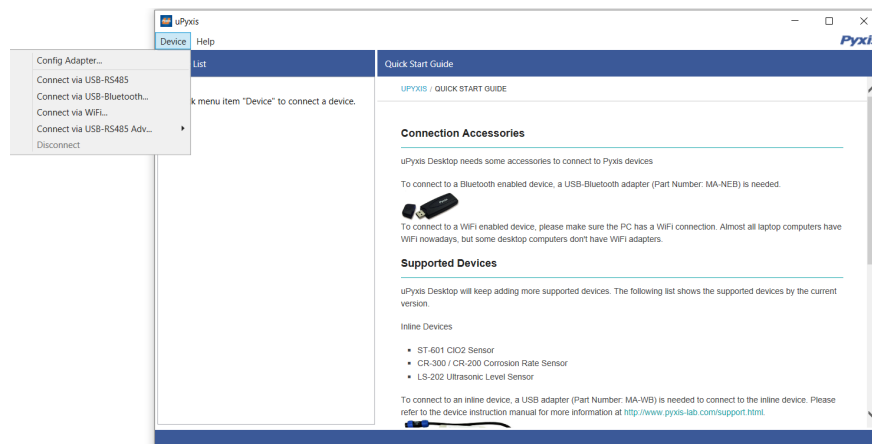 uPyxis
Device Help
Pyxis
Config Adapter...
Connect via USB-RS485
Connect via USB-Bluetooth...
Connect via WiFi...
Connect via USB-RS485 Adv...
Disconnect
List
k menu item "Device" to connect a device.
Quick Start Guide
UPYXIS / QUICK START GUIDE
Connection Accessories
uPyxis Desktop needs some accessories to connect to Pyxis devices
To connect to a Bluetooth enabled device, a USB-Bluetooth adapter (Part Number: MA-NEB) is needed.
To connect to a WiFi enabled device, please make sure the PC has a WiFi connection. Almost all laptop computers have
WiFi nowadays, but some desktop computers don't have WiFi adapters.
Supported Devices
uPyxis Desktop will keep adding more supported devices. The following list shows the supported devices by the current
version.
Inline Devices
ST-601 ClO2 Sensor
CR-300 / CR-200 Corrosion Rate Sensor
LS-202 Ultrasonic Level Sensor
To connect to an inline device, a USB adapter (Part Number: MA-WB) is needed to connect to the inline device. Please
refer to the device instruction manual for more information at http://www.pyxis-lab.com/support.html.